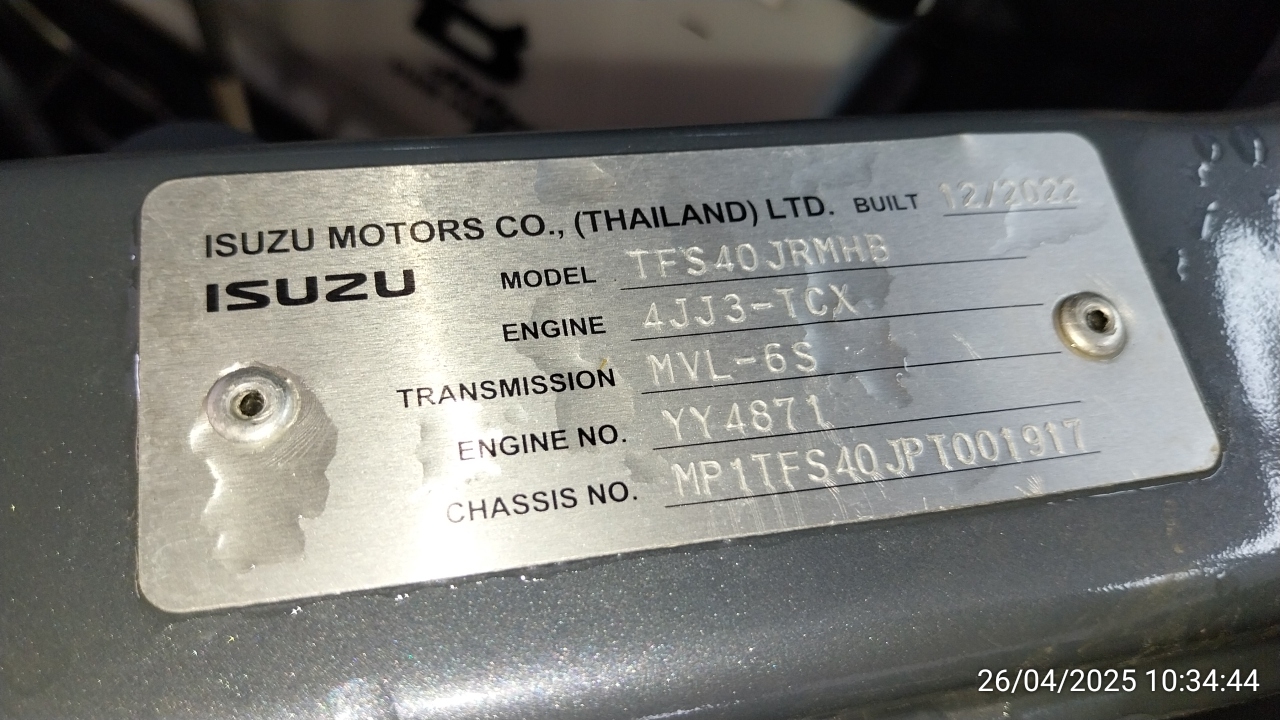 ISUZU MOTORS CO., (THAILAND) LTD. BUILT 12/2022
ISUZU MODEL TFS40JRMHB
ENGINE 4JJ3-TCX
TRANSMISSION MVL-6S
ENGINE NO. YY4871
CHASSIS NO. MP1TFS40JPT001917
26/04/2025 10:34:44